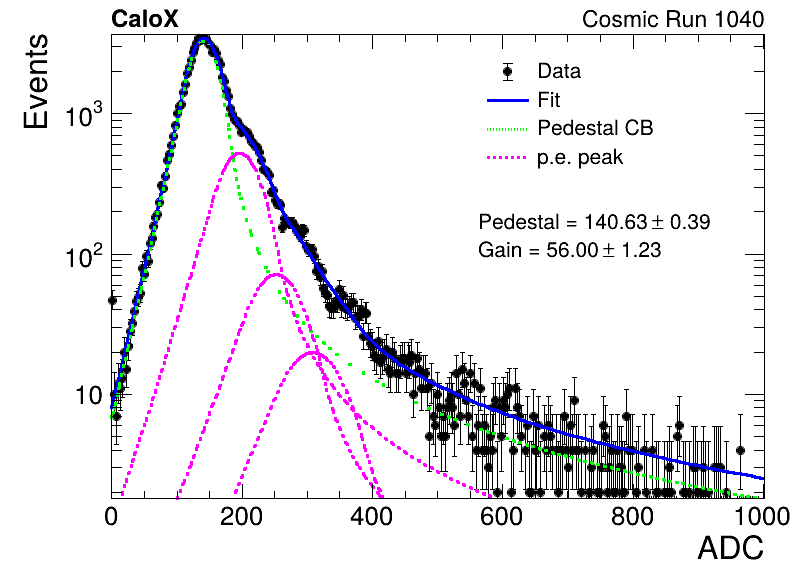 CaloX Cosmic Run 1040
Events
Data
Fit
Pedestal CB
p.e. peak
Pedestal = 140.63 ± 0.39
Gain = 56.00 ± 1.23
10³
10²
10
0 200 400 600 800 1000
ADC